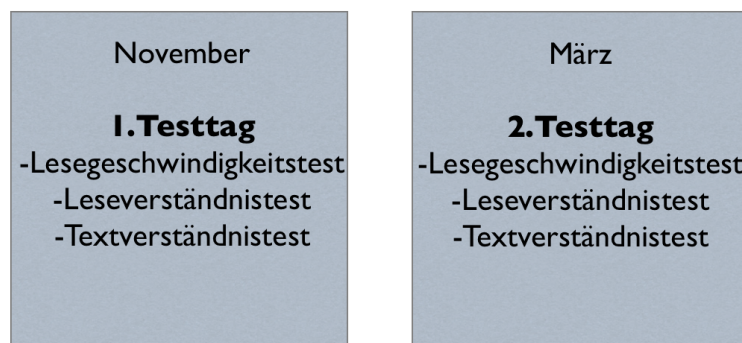 November
1.Testtag
-Lesegeschwindigkeitstest
-Leseverständnistest
-Textverständnistest
März
2.Testtag
-Lesegeschwindigkeitstest
-Leseverständnistest
-Textverständnistest